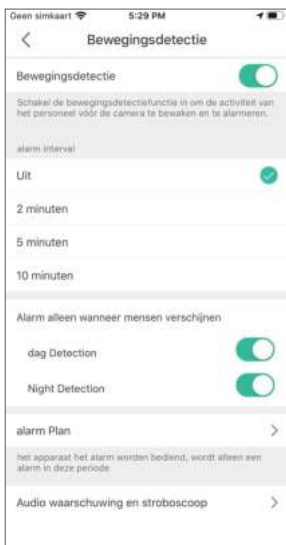 Geen simkaart 5:29 PM
Bewegingsdetectie
Bewegingsdetectie
Schakel de bewegingsdetectiefunctie in om de activiteit van
het personeel vóór de camera te bewaken en te alarmeren.
alarm interval
Uit
2 minuten
5 minuten
10 minuten
Alarm alleen wanneer mensen verschijnen
dag Detection
Night Detection
alarm Plan
het apparaat het alarm worden bediend, wordt alleen een
alarm in deze periode
Audio waarschuwing en stroboscoop